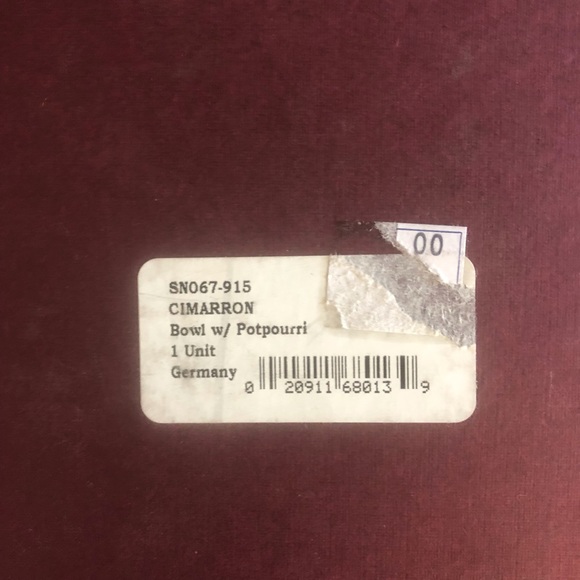 00
SN067-915
CIMARRON
Bowl w/ Potpourri
1 Unit
Germany
0 20911 68013 9